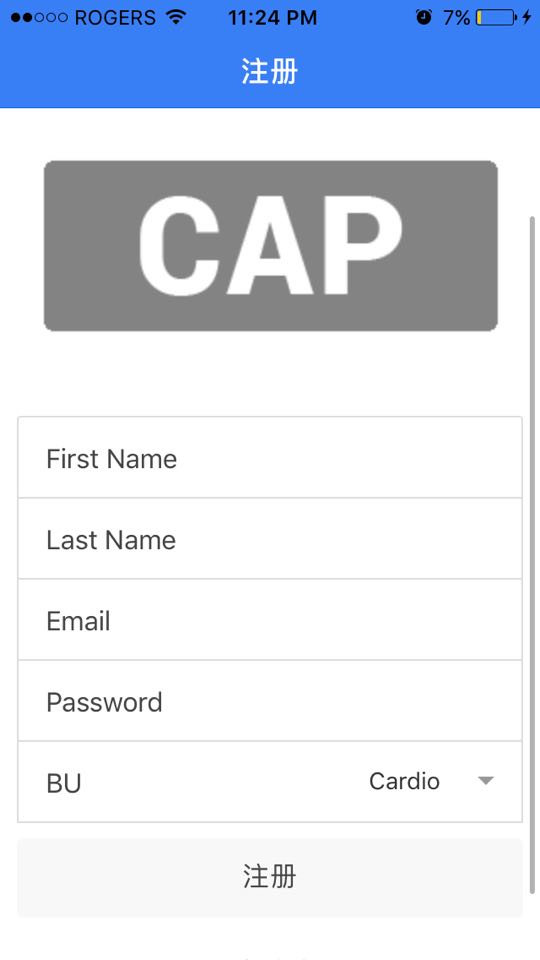 ROGERS 11:24 PM 7%
注册
CAP
First Name
Last Name
Email
Password
BU Cardio
注册